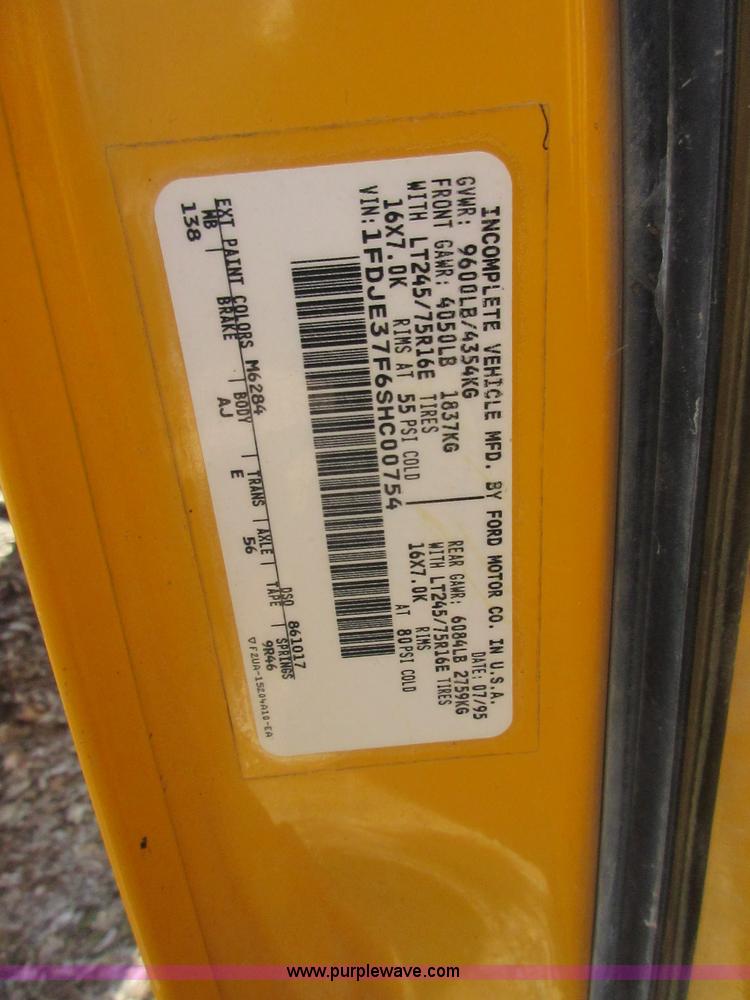 INCOMPLETE VEHICLE MFD. BY FORD MOTOR CO. IN U.S.A.
GVWR: 9600LB/4354KG DATE: 07/95
FRONT GAWR: 4050LB 1837KG REAR GAWR: 6084LB 2759KG
WITH LT245/75R16E TIRES WITH LT245/75R16E TIRES
16X7.0K RIMS AT 55 PSI COLD 16X7.0K RIMS AT 80PSI COLD
VIN:1FDJE37F6SHC00754
EXT PAINT COLORS M6284 DSO 861017
WB | BRAKE | BODY | TRANS | AXLE | TAPE | SPRINGS
138 AJ E 56 9R46
F2UA-15204A10-EA
www.purplewave.com